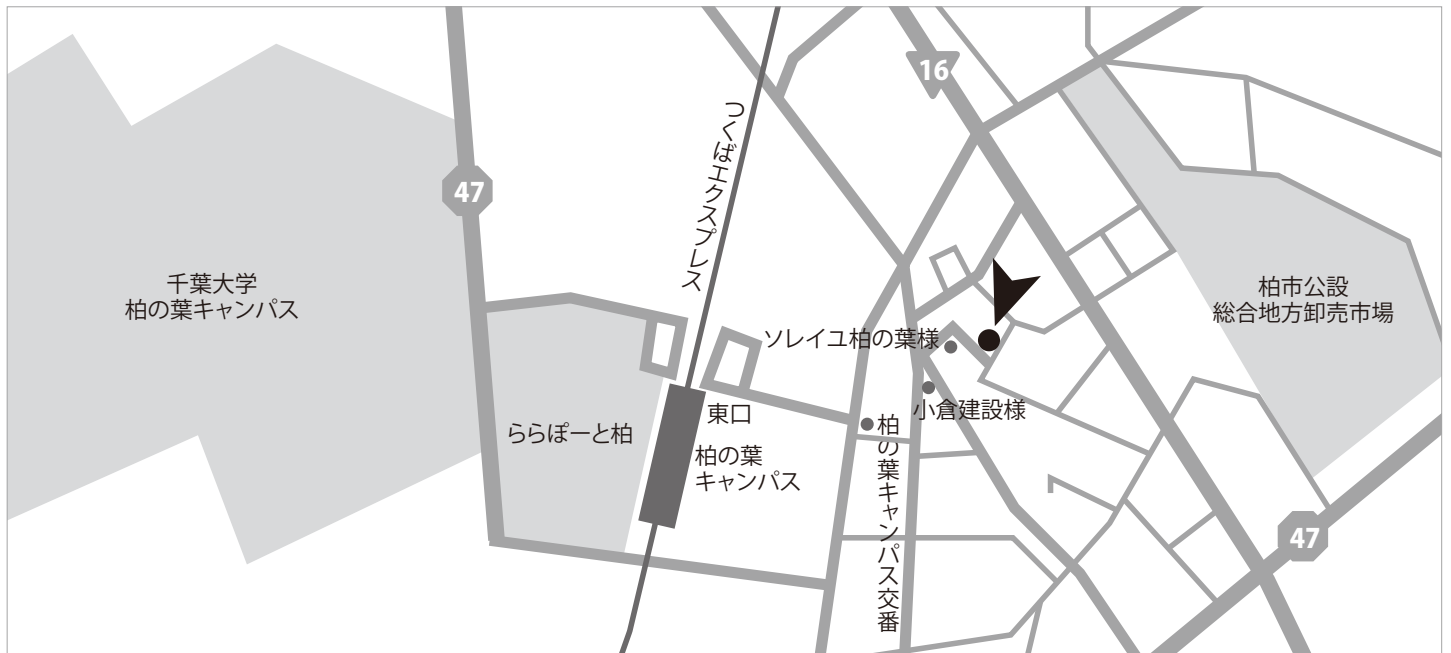 16
つくばエクスプレス
47
千葉大学
柏の葉キャンパス
柏市公設
総合地方卸売市場
ソレイユ柏の葉様
小倉建設様
東口
ららぽーと柏
柏の葉
キャンパス
柏の葉キャンパス交番
47